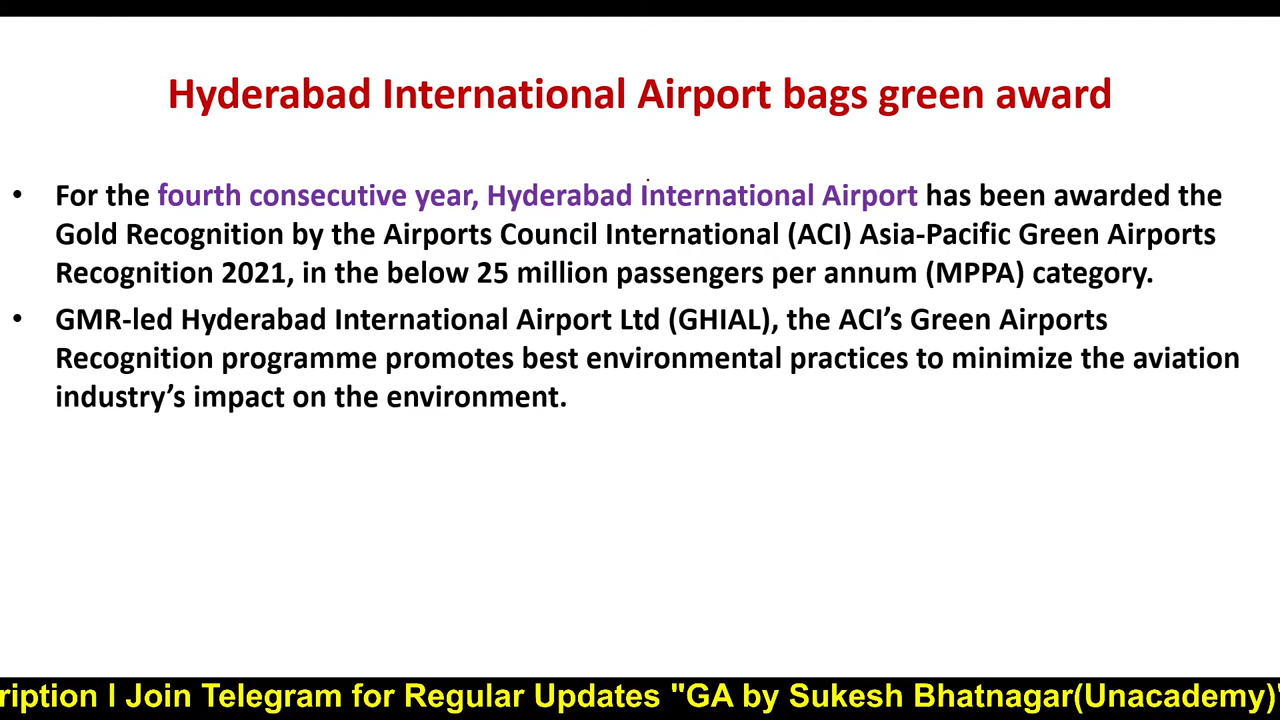 Hyderabad International Airport bags green award
• For the fourth consecutive year, Hyderabad International Airport has been awarded the
Gold Recognition by the Airports Council International (ACI) Asia-Pacific Green Airports
Recognition 2021, in the below 25 million passengers per annum (MPPA) category.
• GMR-led Hyderabad International Airport Ltd (GHIAL), the ACI’s Green Airports
Recognition programme promotes best environmental practices to minimize the aviation
industry’s impact on the environment.
ription l Join Telegram for Regular Updates "GA by Sukesh Bhatnagar(Unacademy)"